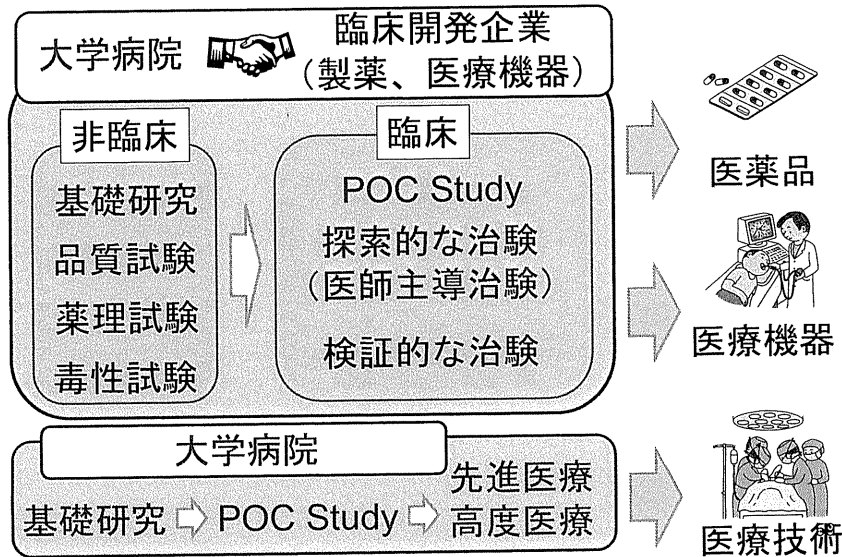 大学病院
臨床開発企業
(製薬、医療機器)
非臨床
基礎研究
品質試験
薬理試験
毒性試験
臨床
POC Study
探索的な治験
(医師主導治験)
検証的な治験
医薬品
医療機器
大学病院
基礎研究
POC Study
先進医療
高度医療
医療技術